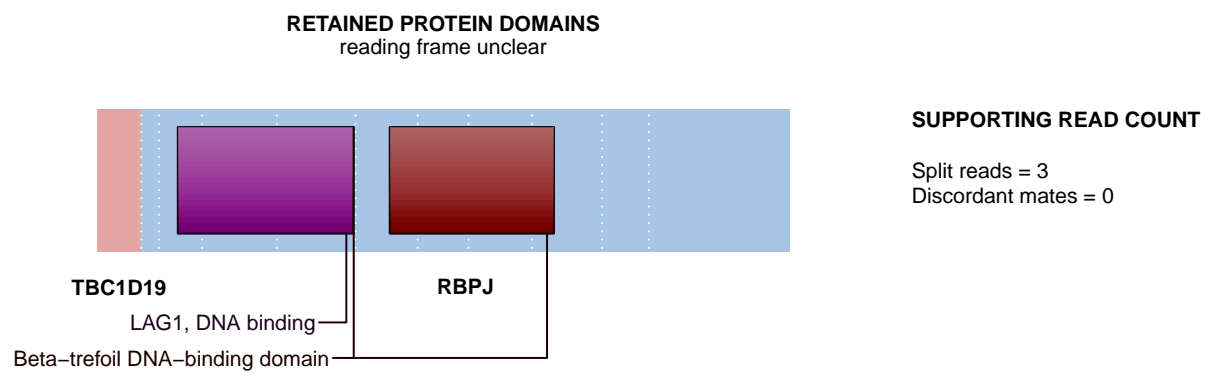 RETAINED PROTEIN DOMAINS
reading frame unclear
SUPPORTING READ COUNT
Split reads = 3
Discordant mates = 0
TBC1D19
RBPJ
LAG1, DNA binding
Beta−trefoil DNA−binding domain